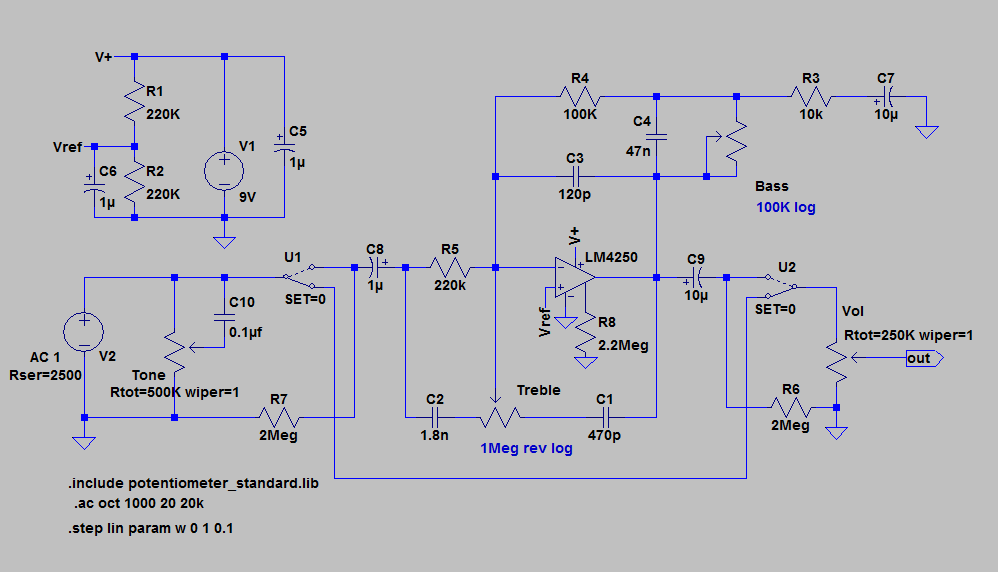 V+
R1
220K
Vref
C6
1µ
R2
220K
V1
9V
C5
1µ
R4
100K
C4
47n
C3
120p
R3
10k
C7
10µ
Bass
100K log
U1
SET=0
C8
1µ
R5
220k
V+
LM4250
Vref
R8
2.2Meg
C9
10µ
U2
SET=0
Vol
Rtot=250K wiper=1
out
C10
0.1µf
AC 1
V2
Rser=2500
Tone
Rtot=500K wiper=1
R7
2Meg
C2
1.8n
Treble
1Meg rev log
C1
470p
R6
2Meg
.include potentiometer_standard.lib
.ac oct 1000 20 20k
.step lin param w 0 1 0.1